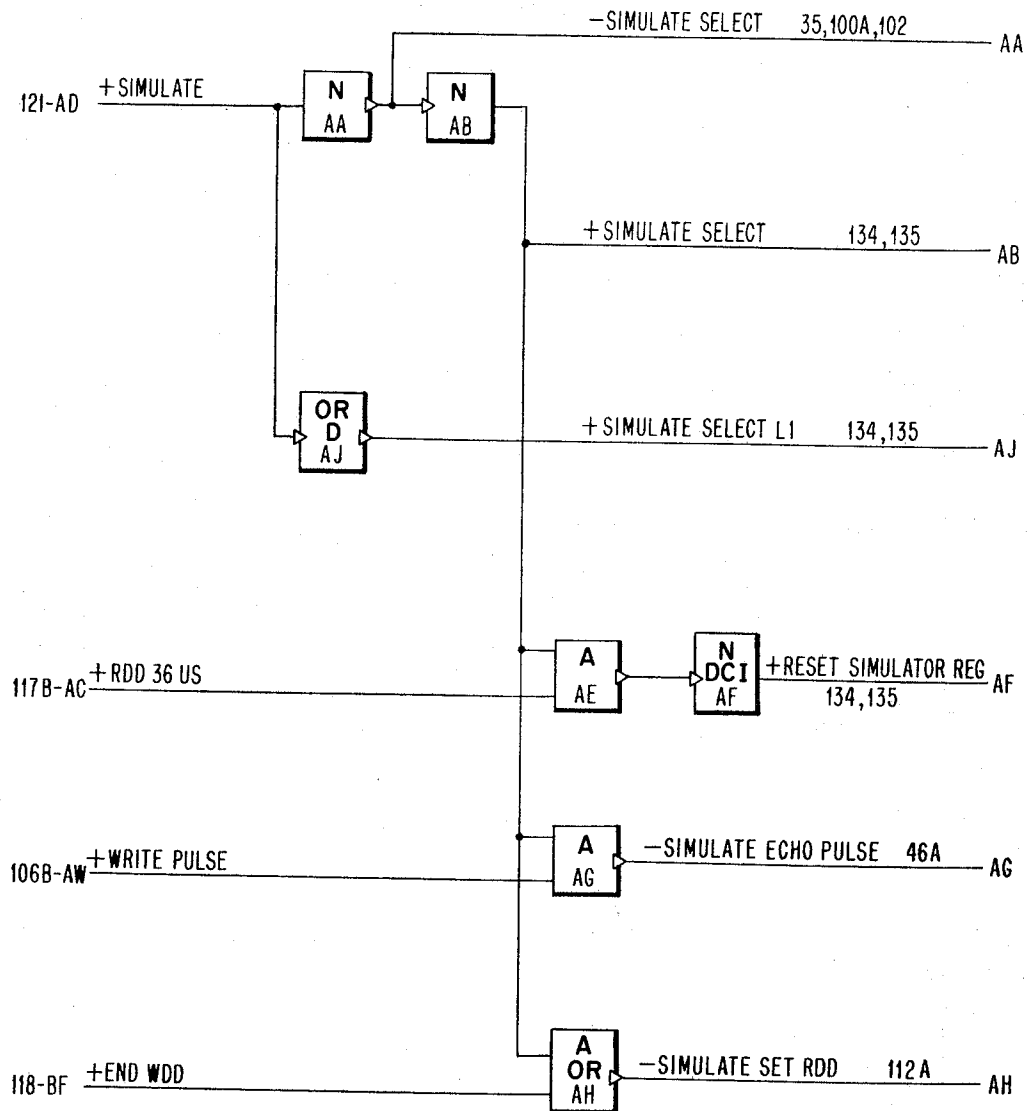 −SIMULATE SELECT 35,100A,102 AA
121-AD +SIMULATE
N
AA
N
AB
+SIMULATE SELECT 134,135 AB
OR
D
AJ
+SIMULATE SELECT L1 134,135 AJ
117B-AC +RDD 36 US
A
AE
N
DCI
AF
+RESET SIMULATOR REG AF
134,135
106B-AW +WRITE PULSE
A
AG
−SIMULATE ECHO PULSE 46A AG
118-BF +END WDD
A
OR
AH
−SIMULATE SET RDD 112A AH